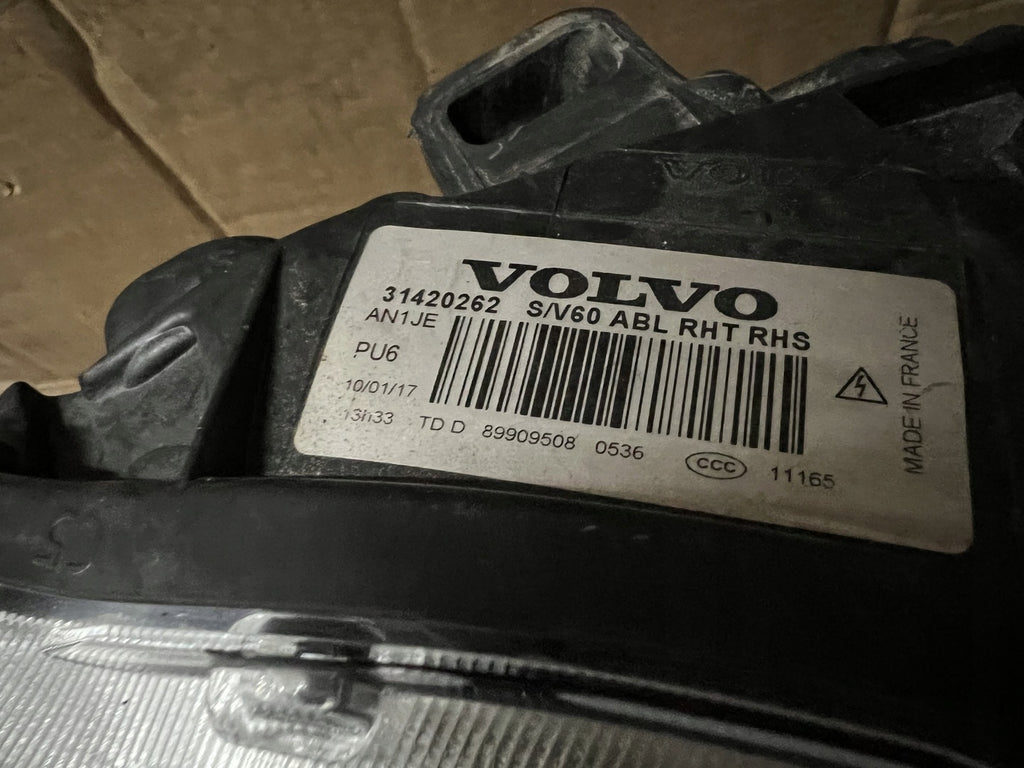 VOLVO
VOLVO
31420262 S/V60 ABL RHT RHS
AN1JE
PU6
10/01/17
13h33 TD D 89909508 0536 CCC 11165
MADE IN FRANCE